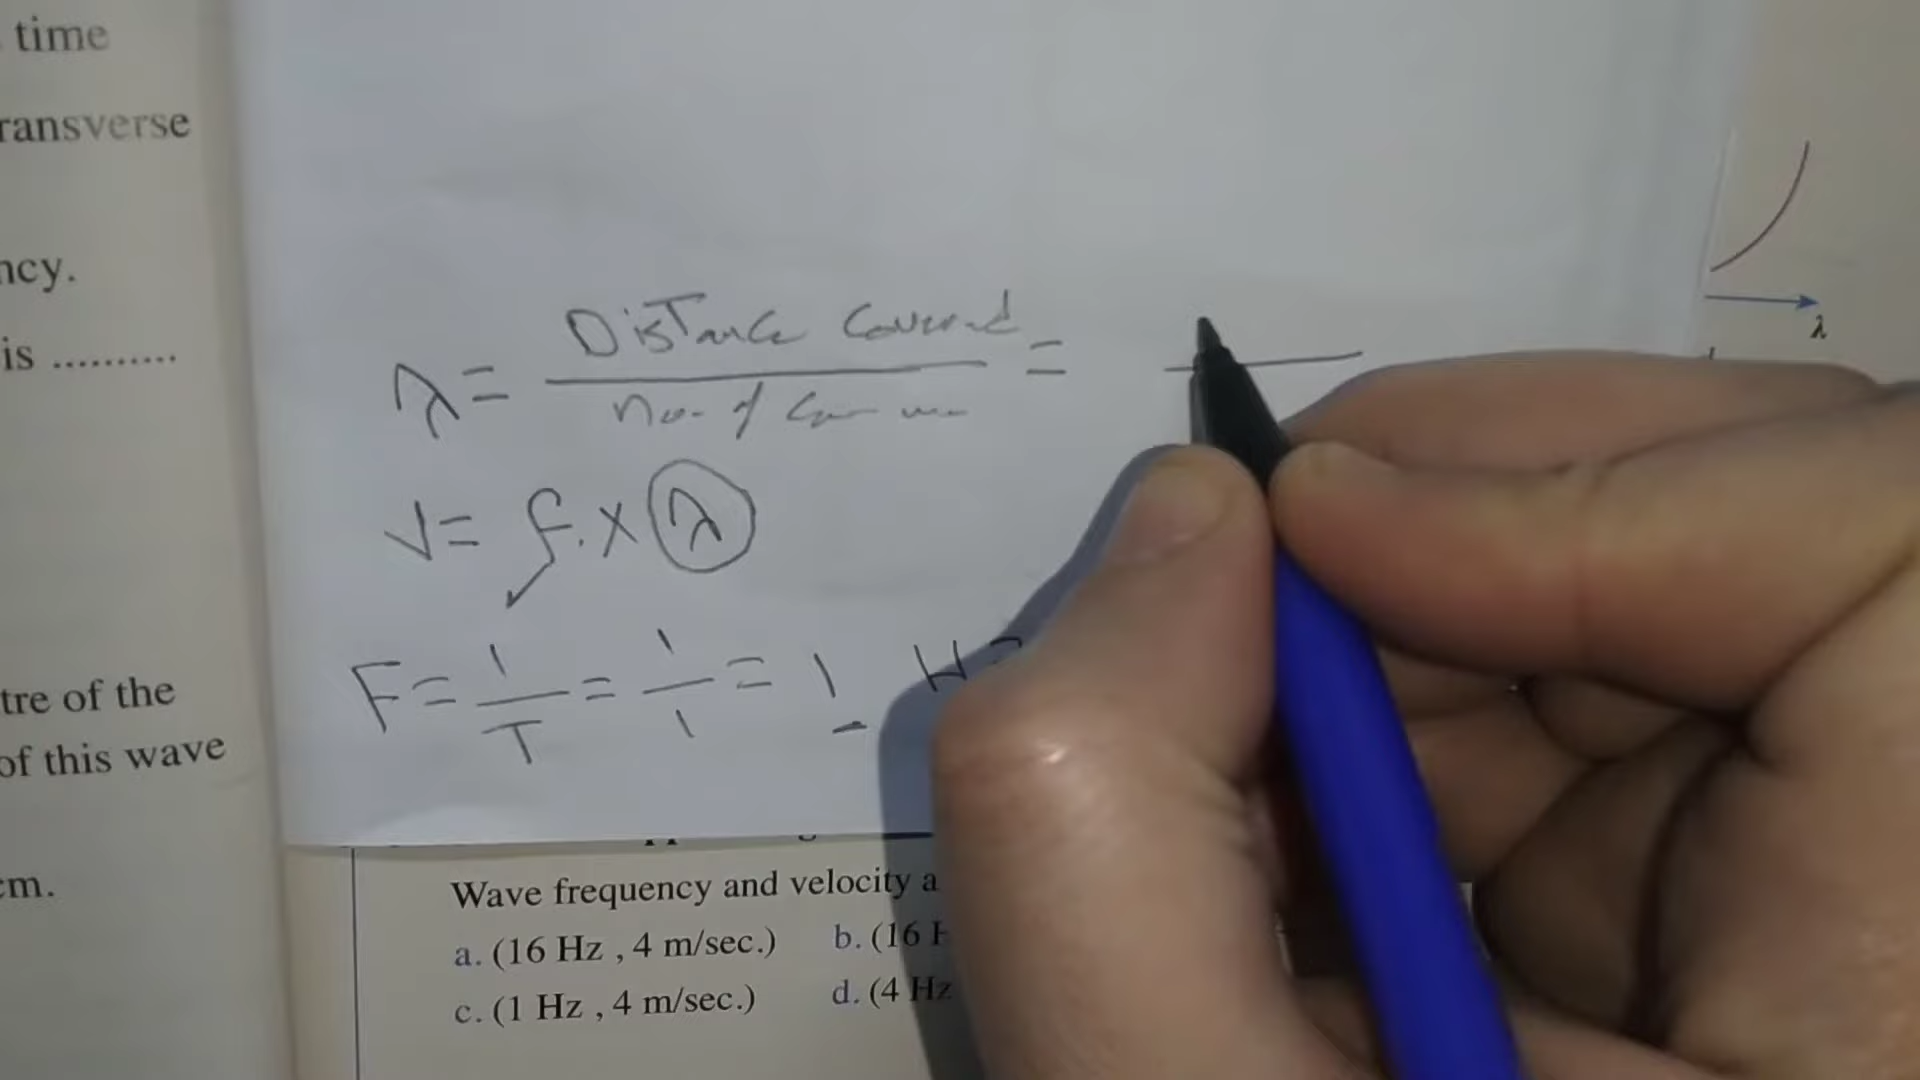 time
ransverse
ncy.
is ..........
tre of the
of this wave
cm.
λ = Distance Covered =
no. of
V = f. x λ
F = 1/T = 1/1 = 1 Hz
Wave frequency and velocity a
a. (16 Hz , 4 m/sec.) b. (16 H
c. (1 Hz , 4 m/sec.) d. (4 Hz
λ